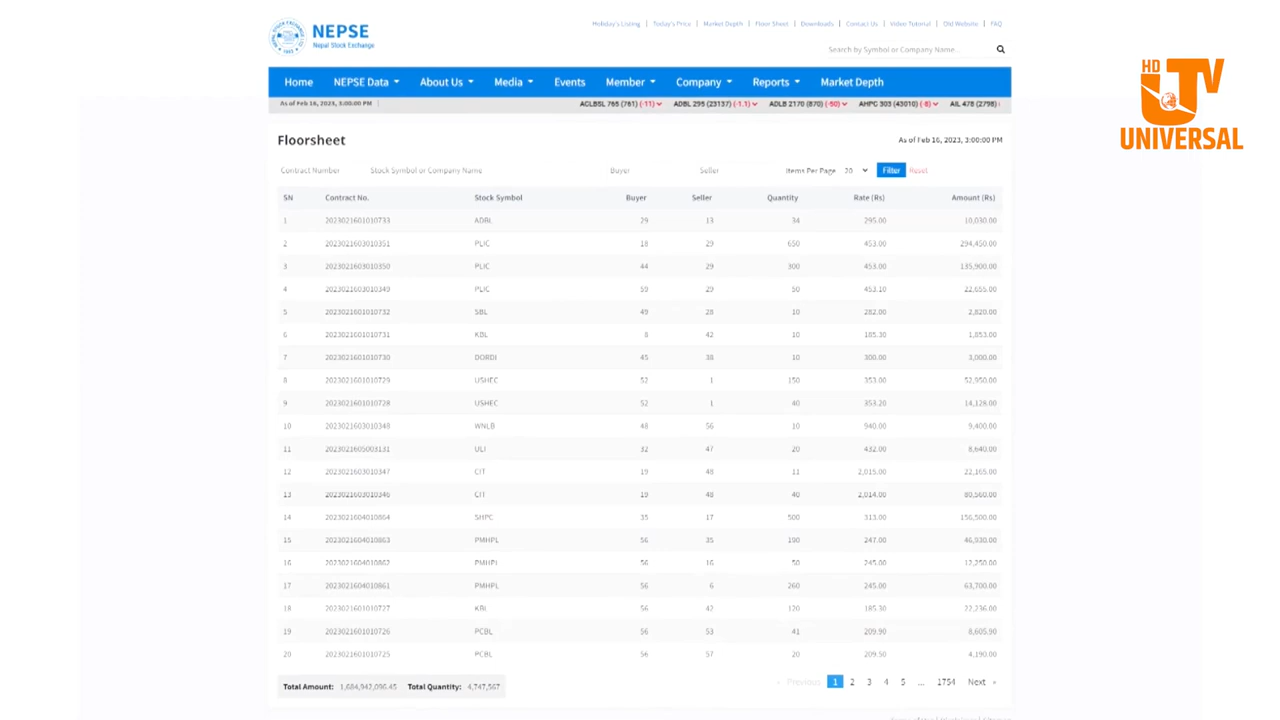 NEPSE
Nepal Stock Exchange
Holiday's Listing | Today's Price | Market Depth | Floor Sheet | Downloads | Contact Us | Video Tutorial | Old Website | FAQ
Search by Symbol or Company Name...
HD
UTV
UNIVERSAL
Home NEPSE Data About Us Media Events Member Company Reports Market Depth
As of Feb 16, 2023, 3:00:00 PM | ACLBSL 765 (761) (-11) ADBL 295 (23137) (-1.1) ADLB 2170 (870) (-50) AHPC 303 (43010) (-8) AIL 478 (2798)
Floorsheet As of Feb 16, 2023, 3:00:00 PM
Contract Number Stock Symbol or Company Name Buyer Seller Items Per Page 20 Filter Reset
SN Contract No. Stock Symbol Buyer Seller Quantity Rate (Rs) Amount (Rs)
1 2023021601010733 ADBL 29 13 34 295.00 10,030.00
2 2023021603010351 PLIC 18 29 650 453.00 294,450.00
3 2023021603010350 PLIC 44 29 300 453.00 135,900.00
4 2023021603010349 PLIC 59 29 50 453.10 22,655.00
5 2023021601010732 SBL 49 28 10 282.00 2,820.00
6 2023021601010731 KBL 8 42 10 185.30 1,853.00
7 2023021601010730 DORDI 45 38 10 300.00 3,000.00
8 2023021601010729 USHEC 52 1 150 353.00 52,950.00
9 2023021601010728 USHEC 52 1 40 353.20 14,128.00
10 2023021603010348 WNLB 48 56 10 940.00 9,400.00
11 2023021605003131 ULI 32 47 20 432.00 8,640.00
12 2023021603010347 CIT 19 48 11 2,015.00 22,165.00
13 2023021603010346 CIT 19 48 40 2,014.00 80,560.00
14 2023021604010864 SHPC 35 17 500 313.00 156,500.00
15 2023021604010863 PMHPL 56 35 190 247.00 46,930.00
16 2023021604010862 PMHPL 56 16 50 245.00 12,250.00
17 2023021604010861 PMHPL 56 6 260 245.00 63,700.00
18 2023021601010727 KBL 56 42 120 185.30 22,236.00
19 2023021601010726 PCBL 56 53 41 209.90 8,605.90
20 2023021601010725 PCBL 56 57 20 209.50 4,190.00
Total Amount: 1,684,942,096.45 Total Quantity: 4,747,567 « Previous 1 2 3 4 5 ... 1754 Next »